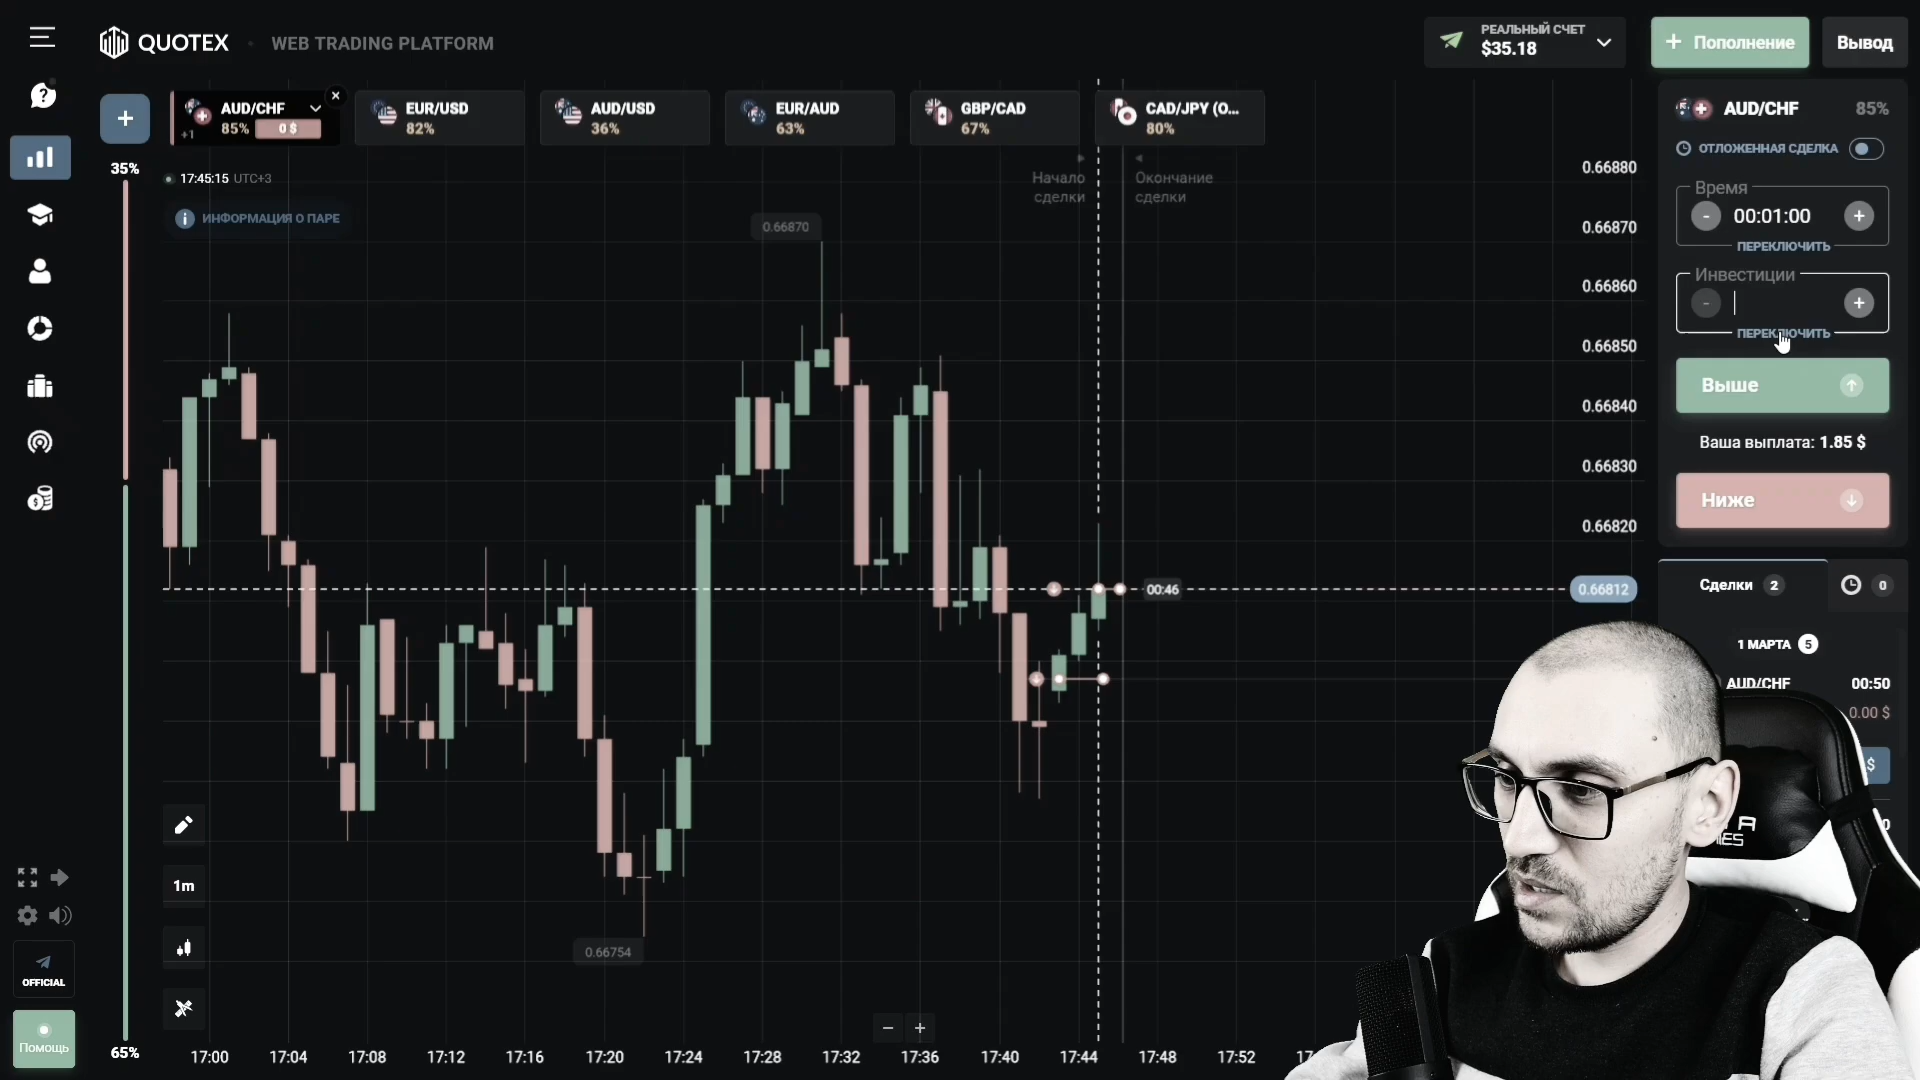 QUOTEX
WEB TRADING PLATFORM
РЕАЛЬНЫЙ СЧЕТ
$35.18
+ Пополнение
Вывод
+
AUD/CHF
+1
85%
0 $
EUR/USD
82%
AUD/USD
36%
EUR/AUD
63%
GBP/CAD
67%
CAD/JPY (O...
80%
35%
65%
17:45:15 UTC+3
ИНФОРМАЦИЯ О ПАРЕ
Начало
сделки
Окончание
сделки
0.66870
0.66754
00:46
0.66880
0.66870
0.66860
0.66850
0.66840
0.66830
0.66820
0.66812
1m
17:00
17:04
17:08
17:12
17:16
17:20
17:24
17:28
17:32
17:36
17:40
17:44
17:48
17:52
AUD/CHF
85%
ОТЛОЖЕННАЯ СДЕЛКА
Время
- 00:01:00 +
ПЕРЕКЛЮЧИТЬ
Инвестиции
- +
ПЕРЕКЛЮЧИТЬ
Выше
Ваша выплата: 1.85 $
Ниже
Сделки 2
0
1 МАРТА 5
AUD/CHF
00:50
0.00 $
$
OFFICIAL
Помощь